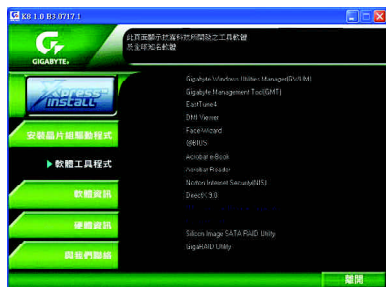 K8 1.0 B3.0717.1
GIGABYTE
此頁面顯示技嘉科技所開發之工具軟體
及全球知名軟體
Xpress™
Install
安裝晶片組驅動程式
軟體工具程式
軟體資訊
硬體資訊
與我們聯絡
Gigabyte Windows Utilities Manager(GWUM)
Gigabyte Management Tool(GMT)
EasyTune4
DMI Viewer
Face-Wizard
@BIOS
Acrobat e-Book
Acrobat Reader
Norton Internet Security(NIS)
DirectX 9.0
Silicon Image SATA RAID Utility
GigaRAID Utility
離開